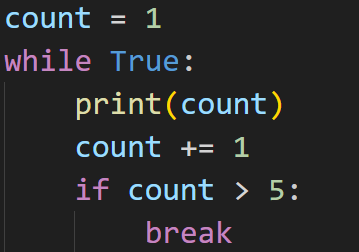 count = 1
while True:
    print(count)
    count += 1
    if count > 5:
        break